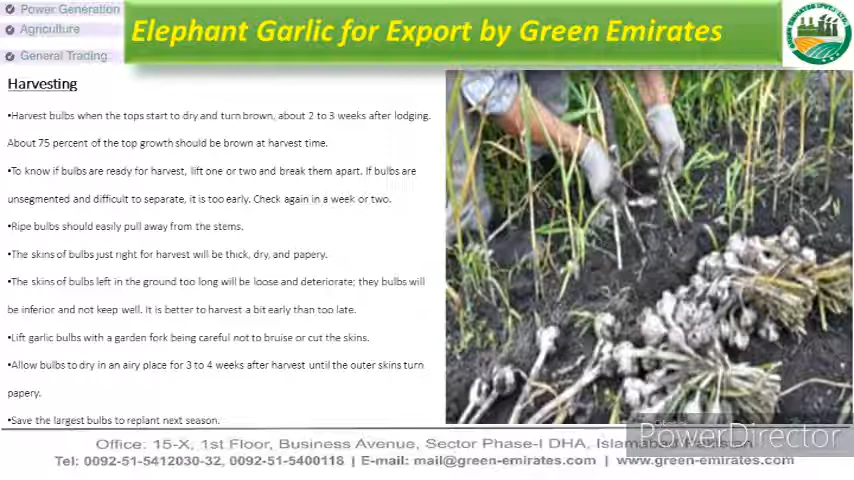 Power Generation
Agriculture
General Trading
Elephant Garlic for Export by Green Emirates
Harvesting
•Harvest bulbs when the tops start to dry and turn brown, about 2 to 3 weeks after lodging.
About 75 percent of the top growth should be brown at harvest time.
•To know if bulbs are ready for harvest, lift one or two and break them apart. If bulbs are
unsegmented and difficult to separate, it is too early. Check again in a week or two.
•Ripe bulbs should easily pull away from the stems.
•The skins of bulbs just right for harvest will be thick, dry, and papery.
•The skins of bulbs left in the ground too long will be loose and deteriorate; they bulbs will
be inferior and not keep well. It is better to harvest a bit early than too late.
•Lift garlic bulbs with a garden fork being careful not to bruise or cut the skins.
•Allow bulbs to dry in an airy place for 3 to 4 weeks after harvest until the outer skins turn
papery.
•Save the largest bulbs to replant next season.
PowerDirector
Office: 15-X, 1st Floor, Business Avenue, Sector Phase-I DHA, Islamabad
Tel: 0092-51-5412030-32, 0092-51-5400118 | E-mail: mail@green-emirates.com | www.green-emirates.com